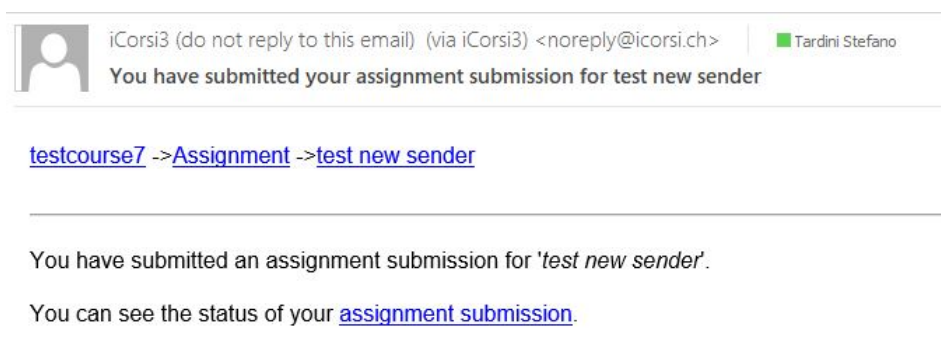 iCorsi3 (do not reply to this email) (via iCorsi3) <noreply@icorsi.ch> Tardini Stefano
You have submitted your assignment submission for test new sender
testcourse7 ->Assignment ->test new sender
You have submitted an assignment submission for 'test new sender'.
You can see the status of your assignment submission.